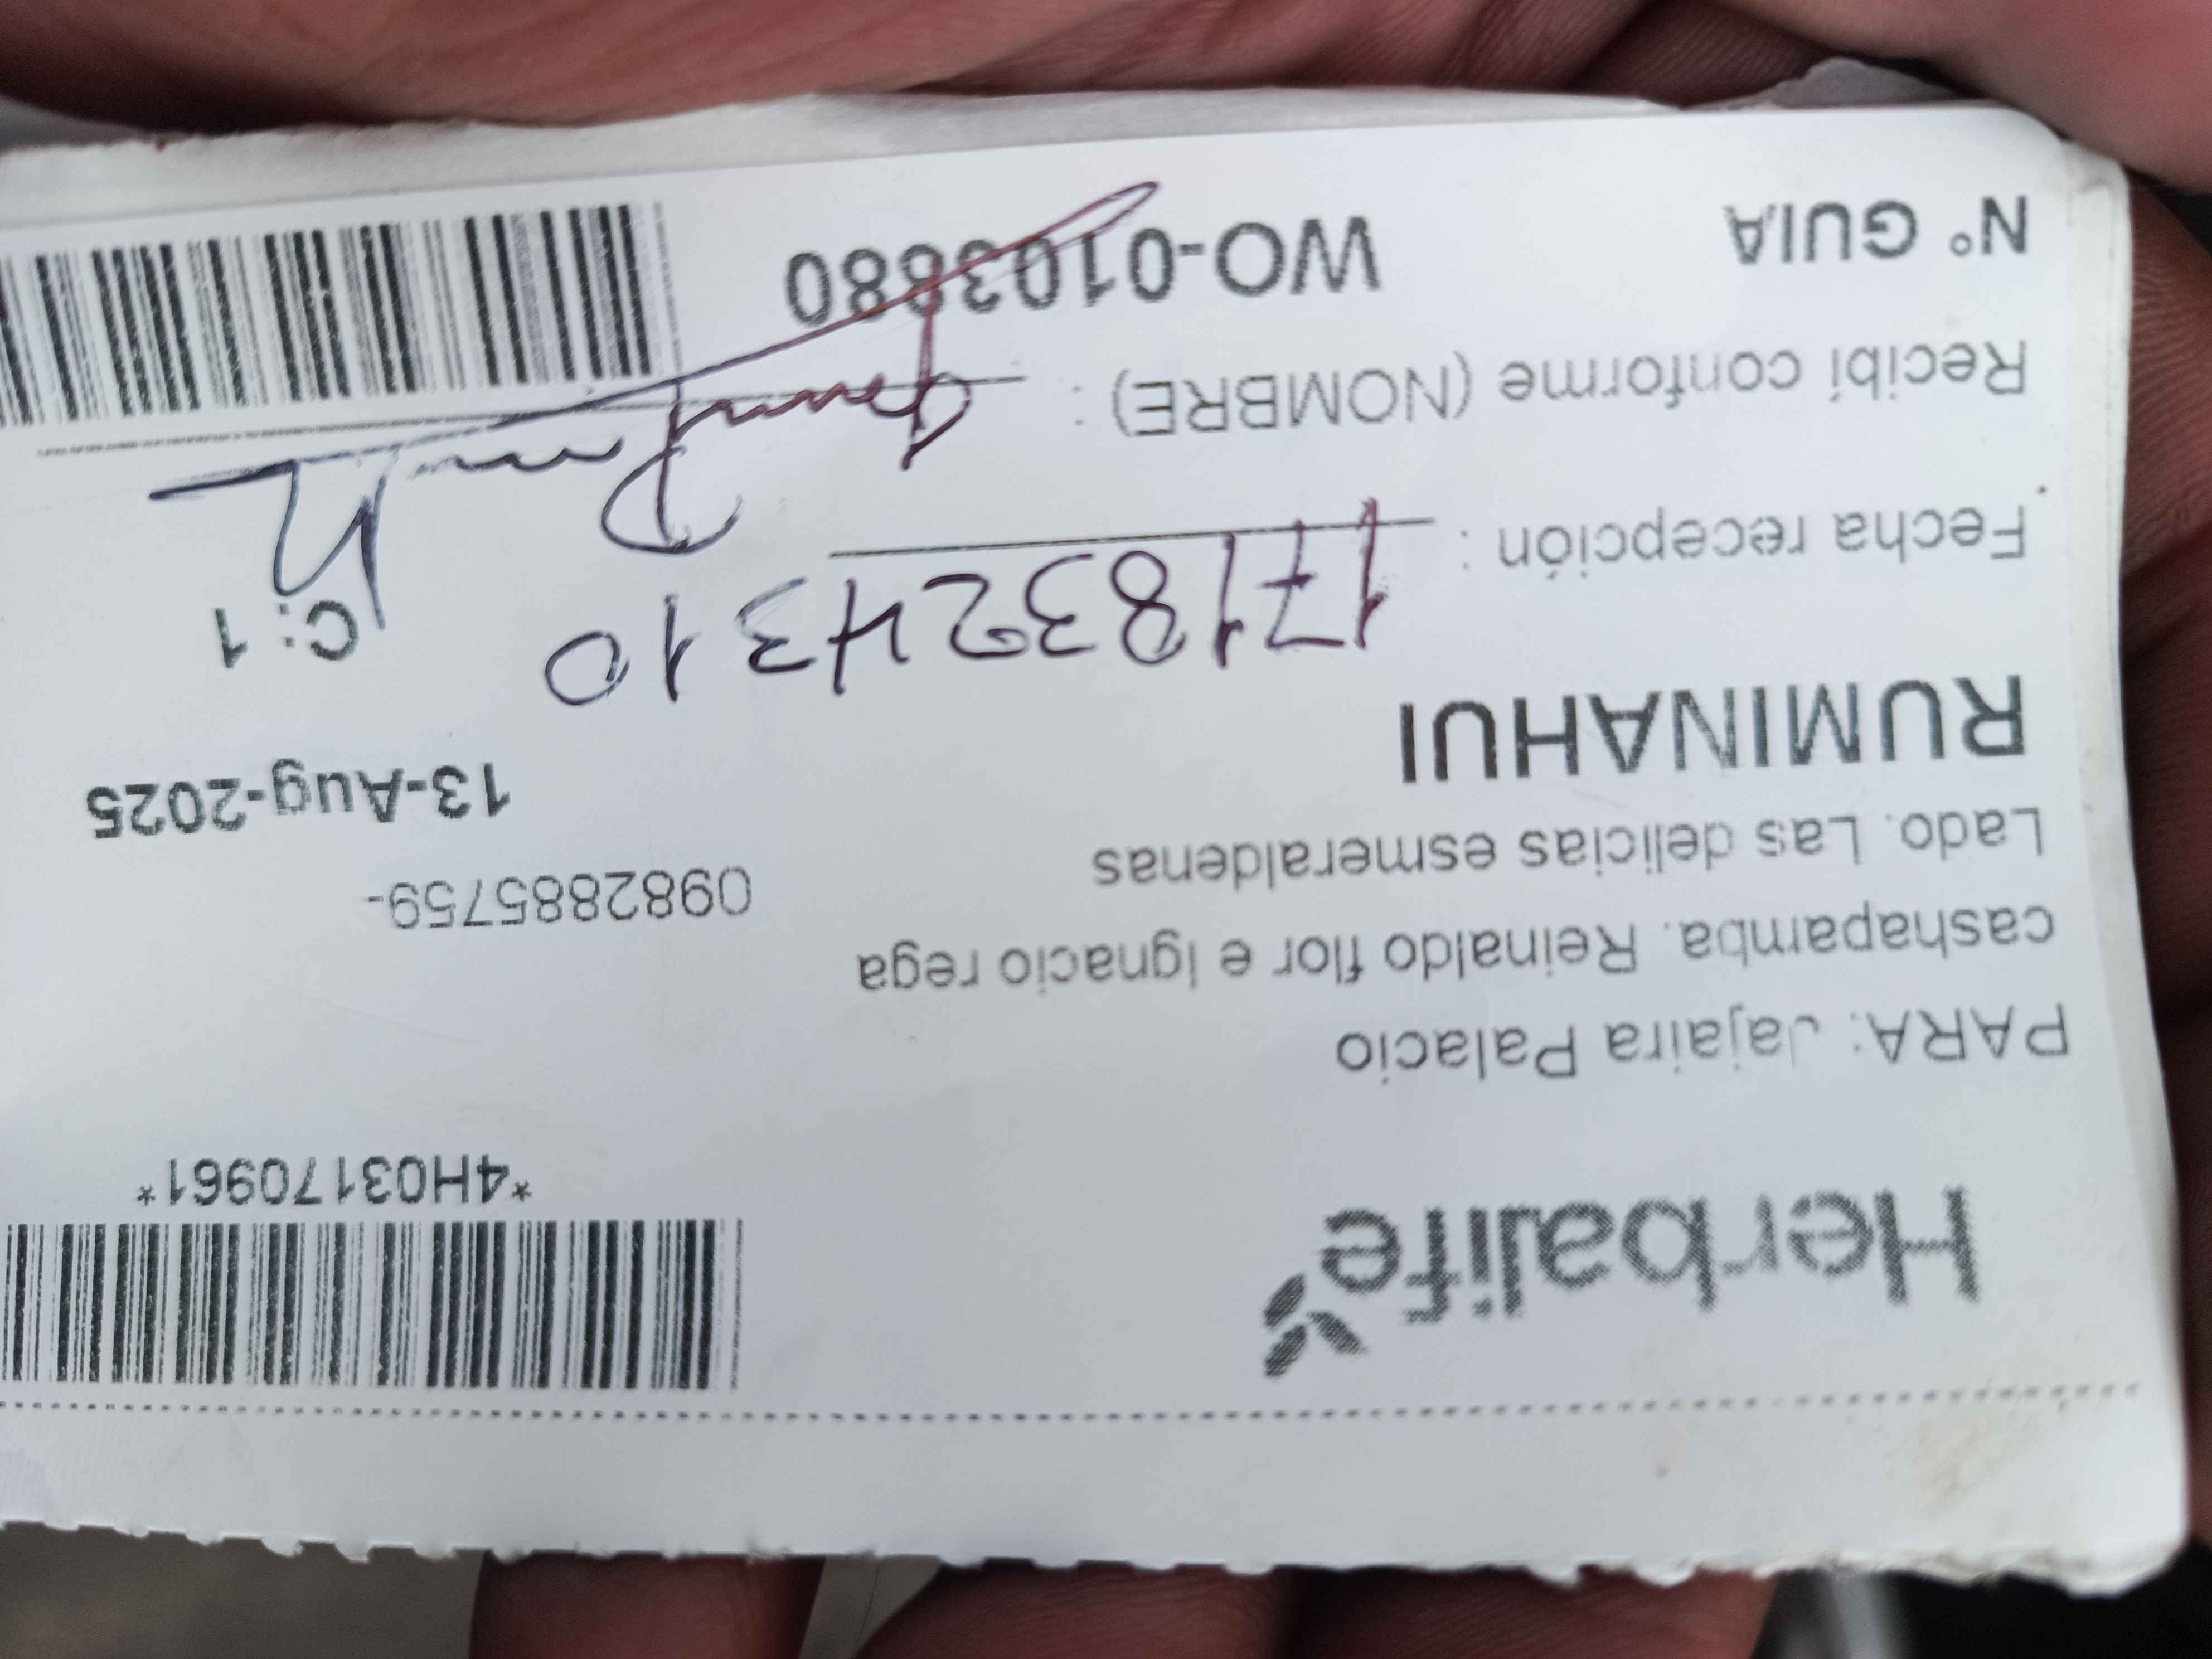 Herbalife
*4H03170961*
PARA: Jajaira Palacio
cashapamba. Reinaldo flor e Ignacio rega
0982885759-
Lado. Las delicias esmeraldenas
13-Aug-2025
RUMINAHUI
C: 1
Fecha recepción :
1718324310
Recibí conforme (NOMBRE) :
N° GUIA
WO-0103880